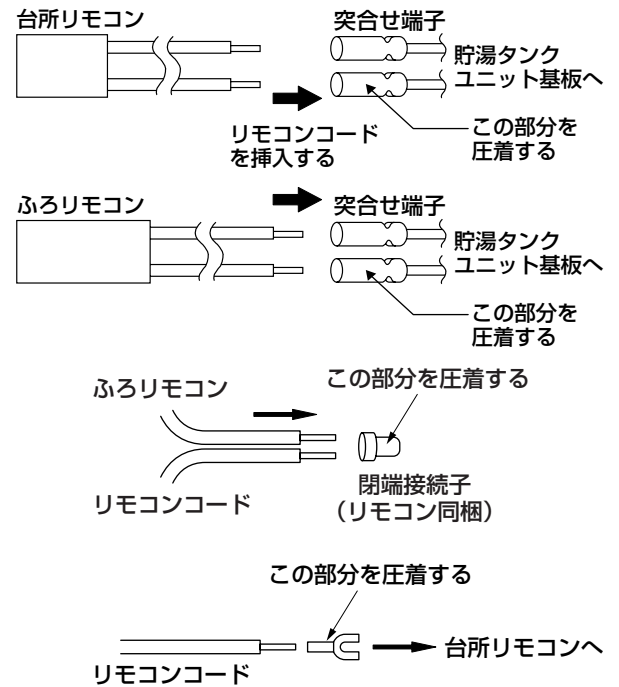 台所リモコン
突合せ端子
貯湯タンク
ユニット基板へ
リモコンコード
を挿入する
この部分を
圧着する
ふろリモコン
突合せ端子
貯湯タンク
ユニット基板へ
この部分を
圧着する
ふろリモコン
この部分を圧着する
リモコンコード
閉端接続子
（リモコン同梱）
この部分を圧着する
リモコンコード
台所リモコンへ